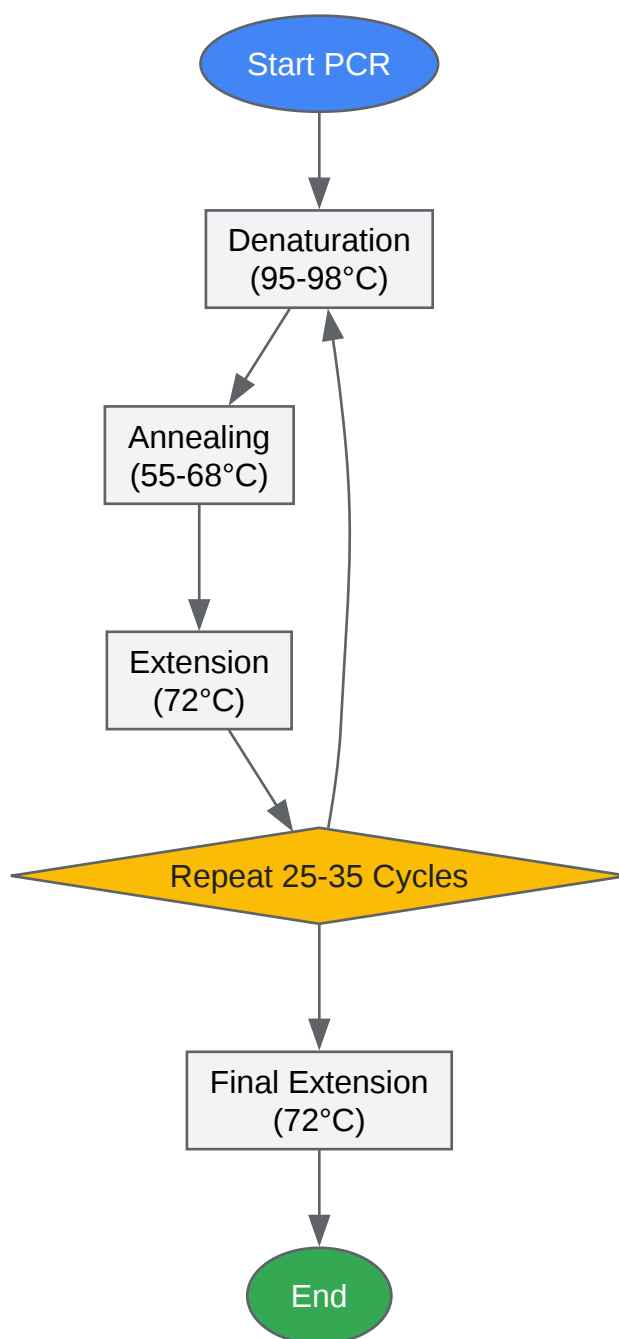 Start PCR
Denaturation
(95-98°C)
Annealing
(55-68°C)
Extension
(72°C)
Repeat 25-35 Cycles
Final Extension
(72°C)
End